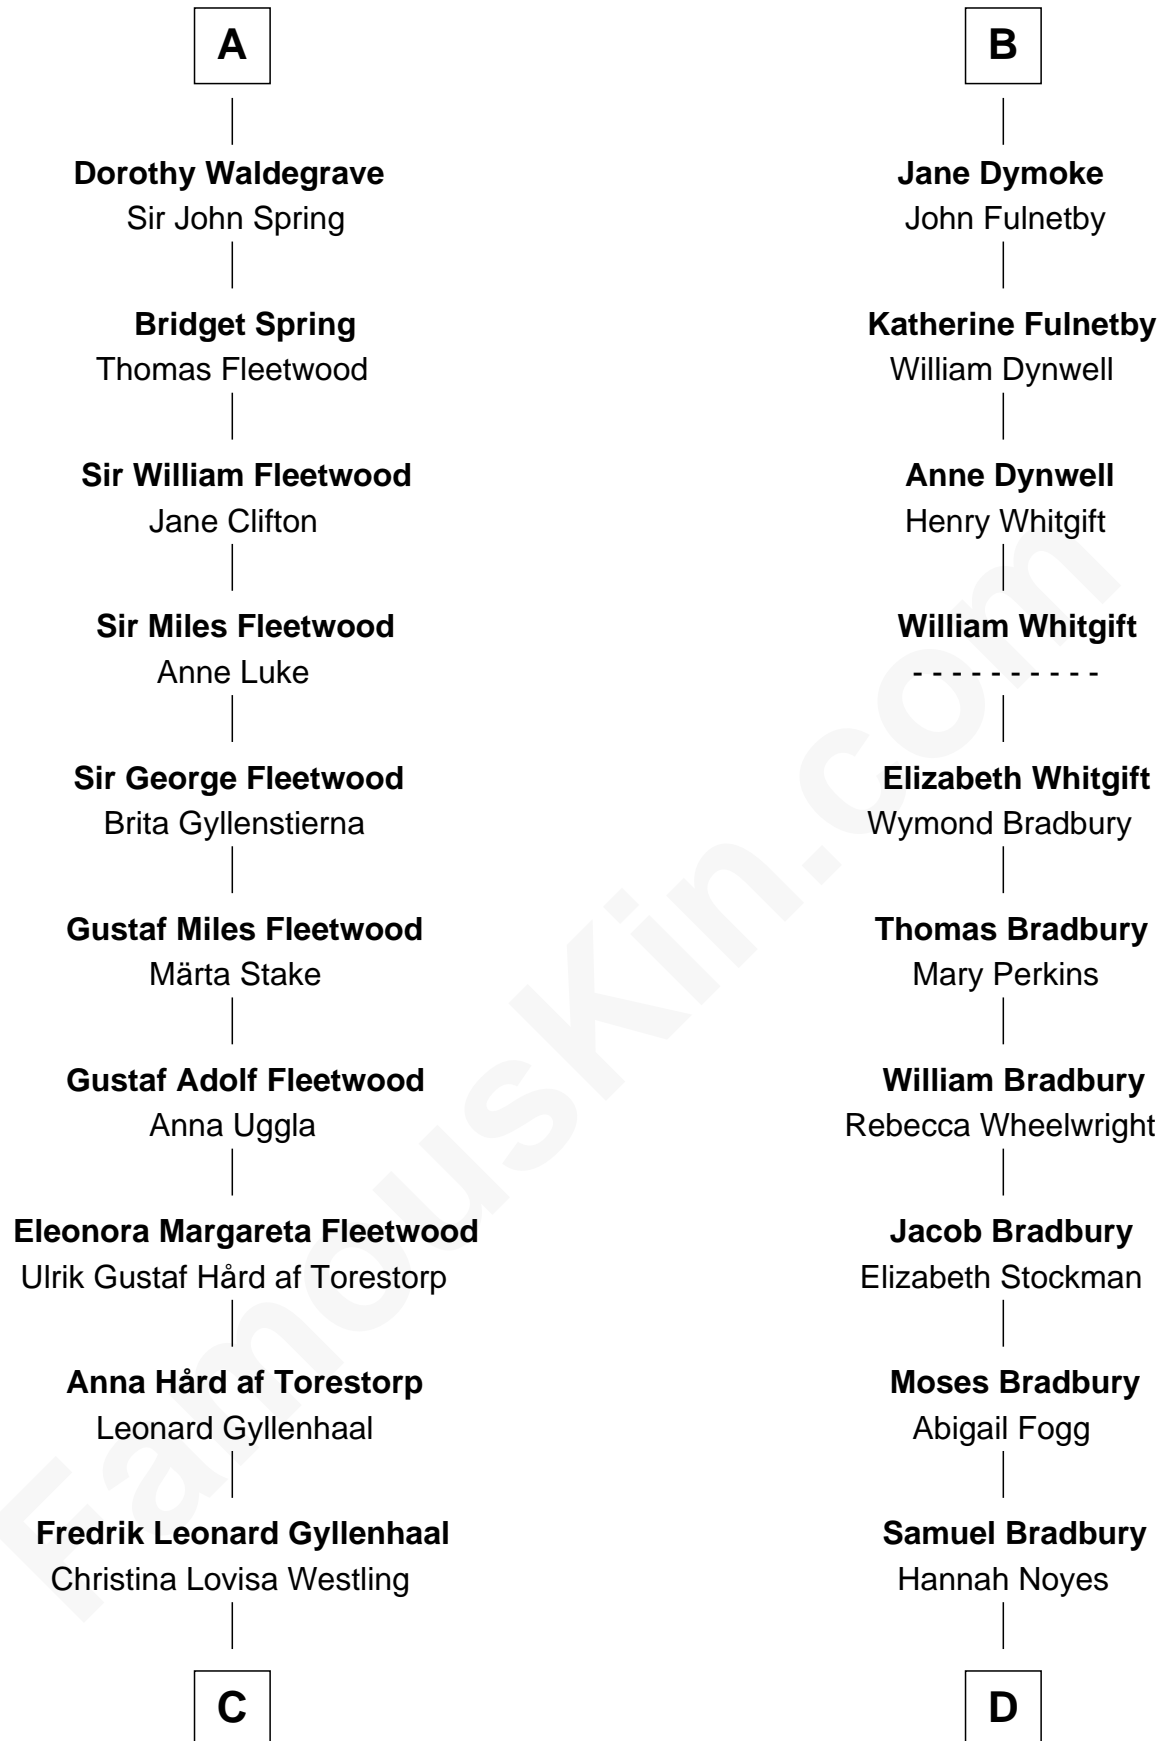 A
Dorothy Waldegrave
Sir John Spring
Bridget Spring
Thomas Fleetwood
Sir William Fleetwood
Jane Clifton
Sir Miles Fleetwood
Anne Luke
Sir George Fleetwood
Brita Gyllenstierna
Gustaf Miles Fleetwood
Märta Stake
Gustaf Adolf Fleetwood
Anna Uggla
Eleonora Margareta Fleetwood
Ulrik Gustaf Hård af Torestorp
Anna Hård af Torestorp
Leonard Gyllenhaal
Fredrik Leonard Gyllenhaal
Christina Lovisa Westling
C
B
Jane Dymoke
John Fulnetby
Katherine Fulnetby
William Dynwell
Anne Dynwell
Henry Whitgift
William Whitgift
- - - - - - - - - -
Elizabeth Whitgift
Wymond Bradbury
Thomas Bradbury
Mary Perkins
William Bradbury
Rebecca Wheelwright
Jacob Bradbury
Elizabeth Stockman
Moses Bradbury
Abigail Fogg
Samuel Bradbury
Hannah Noyes
D
FamousKin.com